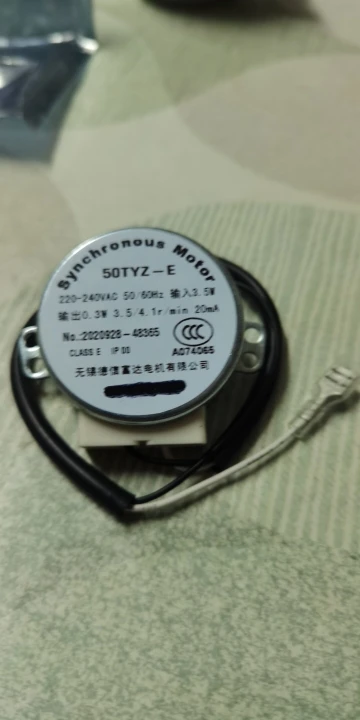 Synchronous Motor
50TYZ-E
220-240VAC 50/60Hz 输入3.5W
输出0.3W 3.5/4.1r/min 20mA
No.:2020928-48365
CCC
CLASS E IP 00
A074065
无锡德信富达电机有限公司